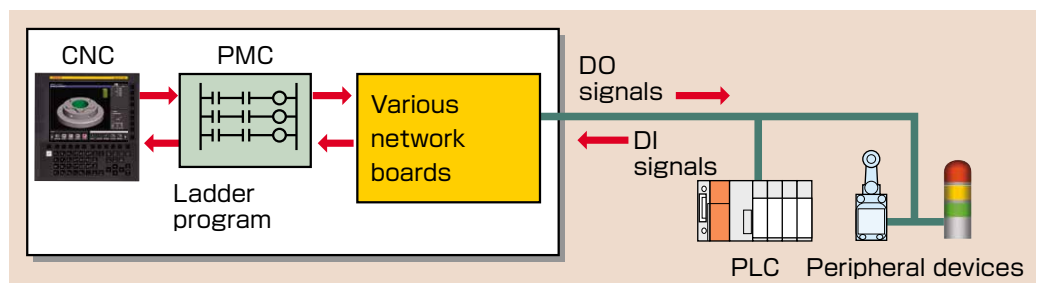 CNC
PMC
Various
network
boards
Ladder
program
DO
signals
DI
signals
PLC
Peripheral devices